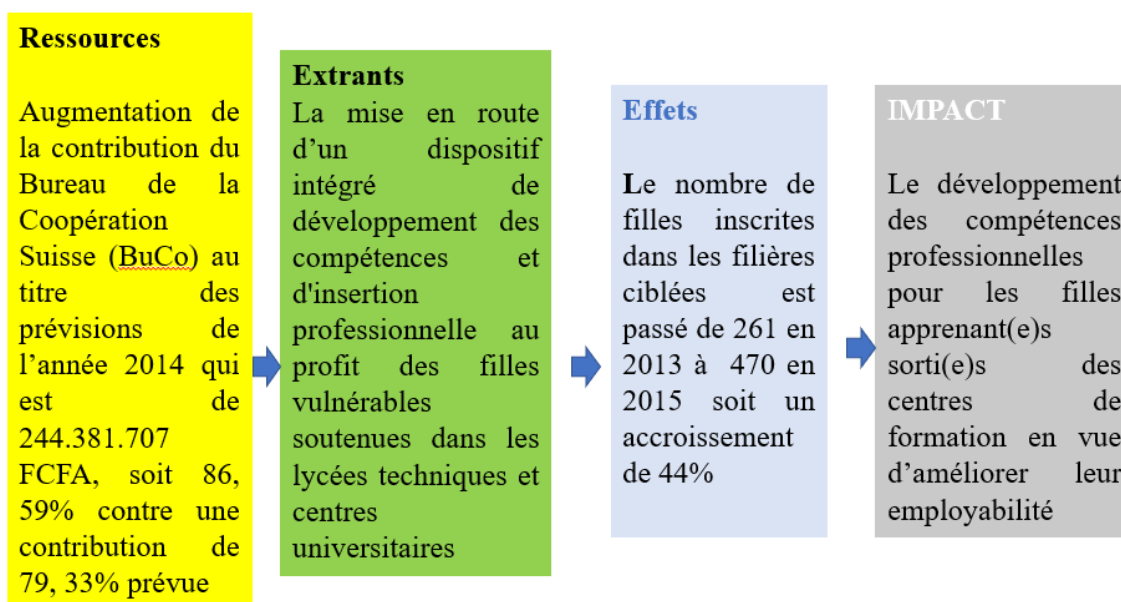 Ressources
Augmentation de
la contribution du
Bureau de la
Coopération
Suisse (BuCo) au
titre des
prévisions de
l’année 2014 qui
est de
244.381.707
FCFA, soit 86,
59% contre une
contribution de
79, 33% prévue
Extrants
La mise en route
d’un dispositif
intégré de
développement des
compétences et
d'insertion
professionnelle au
profit des filles
vulnérables
soutenues dans les
lycées techniques et
centres
universitaires
Effets
Le nombre de
filles inscrites
dans les filières
ciblées est
passé de 261 en
2013 à 470 en
2015 soit un
accroissement
de 44%
IMPACT
Le développement
des compétences
professionnelles
pour les filles
apprenant(e)s
sorti(e)s des
centres de
formation en vue
d’améliorer leur
employabilité